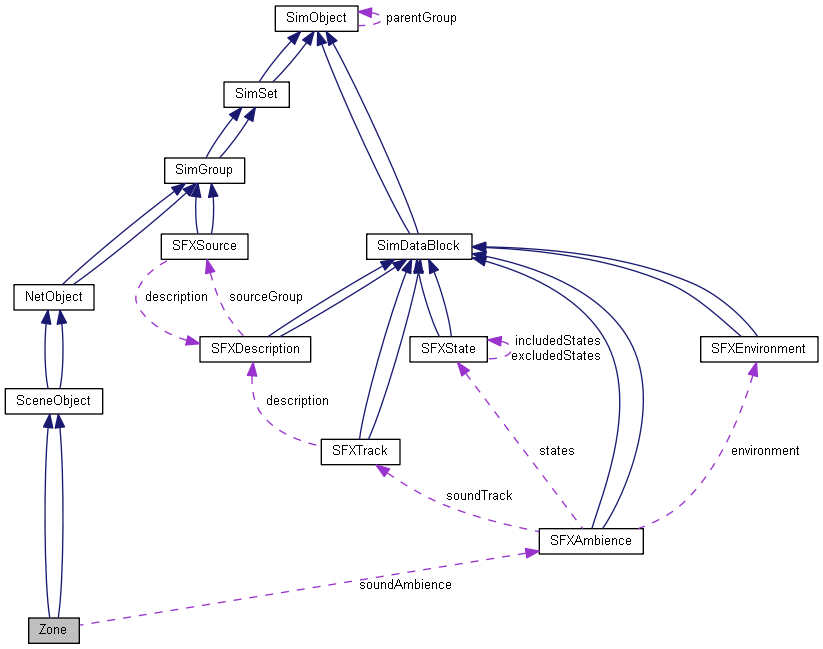 SimObject
parentGroup
SimSet
SimGroup
SFXSource
SimDataBlock
NetObject
description
sourceGroup
SFXDescription
SFXState
includedStates
excludedStates
SFXEnvironment
SceneObject
description
SFXTrack
states
environment
soundTrack
SFXAmbience
soundAmbience
Zone